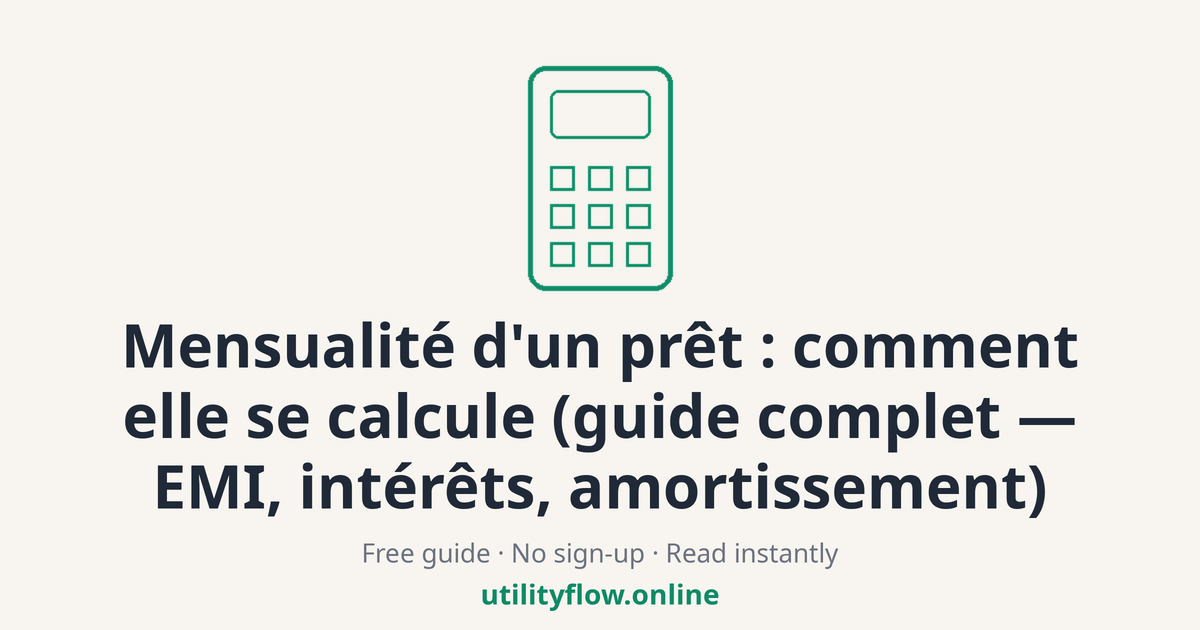 Mensualité d'un prêt : comment
elle se calcule (guide complet —
EMI, intérêts, amortissement)
Free guide · No sign-up · Read instantly
utilityflow.online